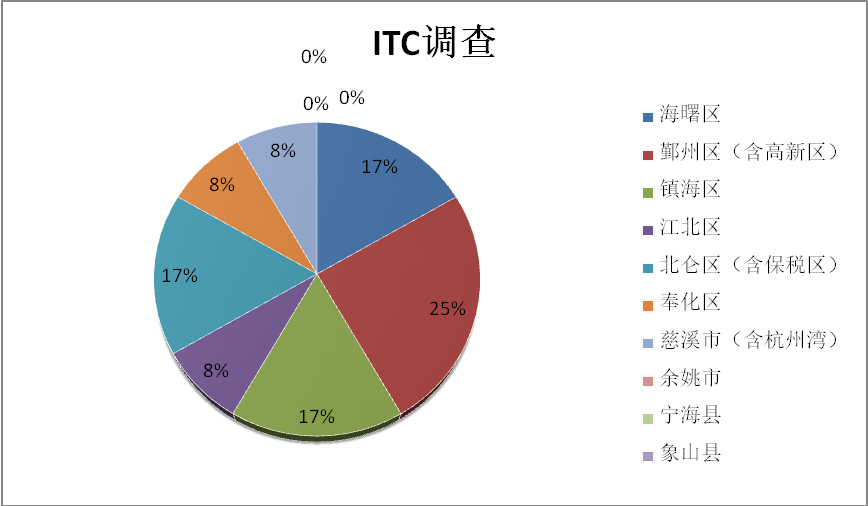 ITC调查
0%
0%
0%
8%
17%
8%
17%
25%
8%
17%
海曙区
鄞州区（含高新区）
镇海区
江北区
北仑区（含保税区）
奉化区
慈溪市（含杭州湾）
余姚市
宁海县
象山县